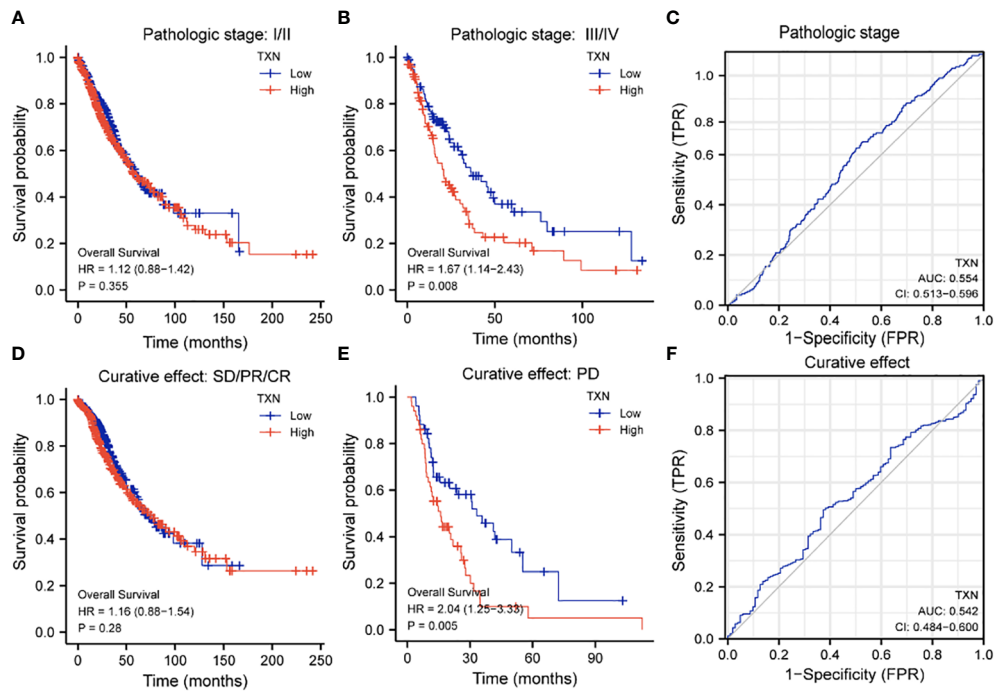 A
Pathologic stage: I/II
TXN
Low
High
Survival probability
1.0
0.8
0.6
0.4
0.2
0.0
Overall Survival
HR = 1.12 (0.88−1.42)
P = 0.355
0 50 100 150 200 250
Time (months)
B
Pathologic stage: III/IV
TXN
Low
High
Survival probability
1.0
0.8
0.6
0.4
0.2
0.0
Overall Survival
HR = 1.67 (1.14−2.43)
P = 0.008
0 50 100
Time (months)
C
Pathologic stage
Sensitivity (TPR)
1.0
0.8
0.6
0.4
0.2
0.0
TXN
AUC: 0.554
CI: 0.513−0.596
0.0 0.2 0.4 0.6 0.8 1.0
1−Specificity (FPR)
D
Curative effect: SD/PR/CR
TXN
Low
High
Survival probability
1.0
0.8
0.6
0.4
0.2
0.0
Overall Survival
HR = 1.16 (0.88−1.54)
P = 0.28
0 50 100 150 200 250
Time (months)
E
Curative effect: PD
TXN
Low
High
Survival probability
1.0
0.8
0.6
0.4
0.2
0.0
Overall Survival
HR = 2.04 (1.25−3.33)
P = 0.005
0 30 60 90
Time (months)
F
Curative effect
Sensitivity (TPR)
1.0
0.8
0.6
0.4
0.2
0.0
TXN
AUC: 0.542
CI: 0.484−0.600
0.0 0.2 0.4 0.6 0.8 1.0
1−Specificity (FPR)